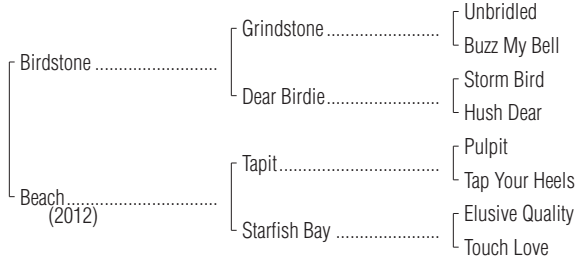 Unbridled
Grindstone
Buzz My Bell
Birdstone
Storm Bird
Dear Birdie
Hush Dear
Pulpit
Tapit
Tap Your Heels
Beach
(2012)
Elusive Quality
Starfish Bay
Touch Love